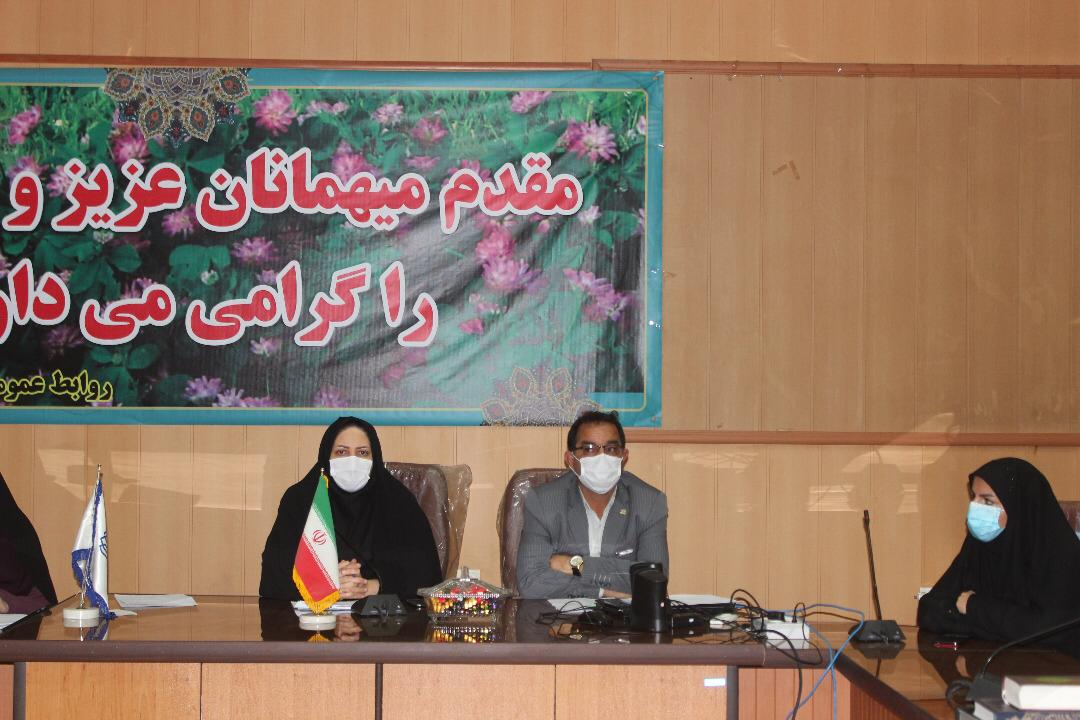 مقدم میهمانان عزیز و
را گرامی می دار
روابط عمو